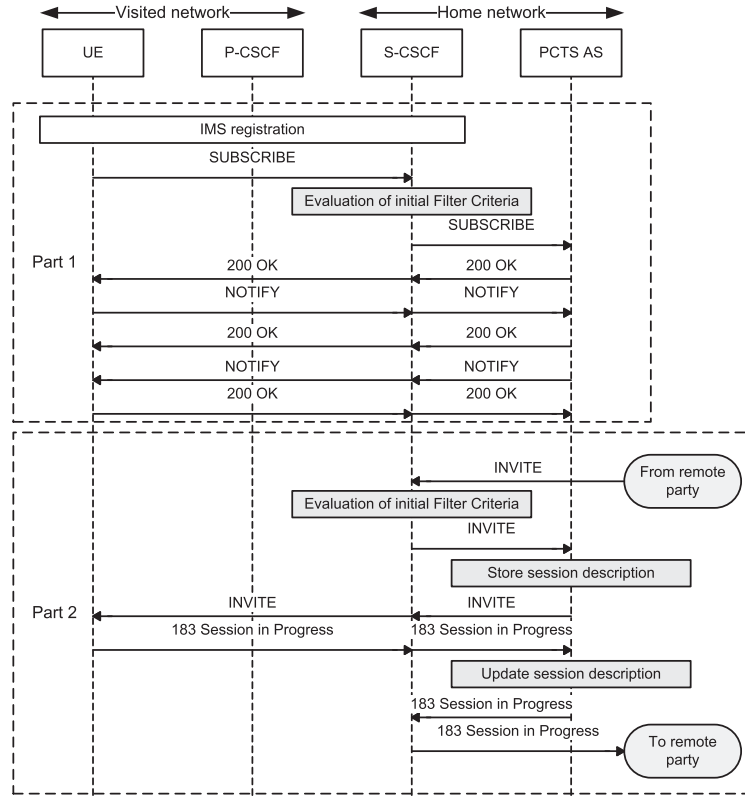 Visited network Home network
UE P-CSCF S-CSCF PCTS AS
IMS registration
SUBSCRIBE
Evaluation of initial Filter Criteria
SUBSCRIBE
Part 1
200 OK 200 OK
NOTIFY NOTIFY
200 OK 200 OK
NOTIFY NOTIFY
200 OK 200 OK
INVITE
From remote
party
Evaluation of initial Filter Criteria
INVITE
Store session description
Part 2
INVITE INVITE
183 Session in Progress 183 Session in Progress
Update session description
183 Session in Progress
183 Session in Progress
To remote
party